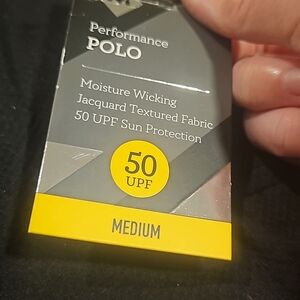 Performance
POLO
Moisture Wicking
Jacquard Textured Fabric
50 UPF Sun Protection
50
UPF
MEDIUM